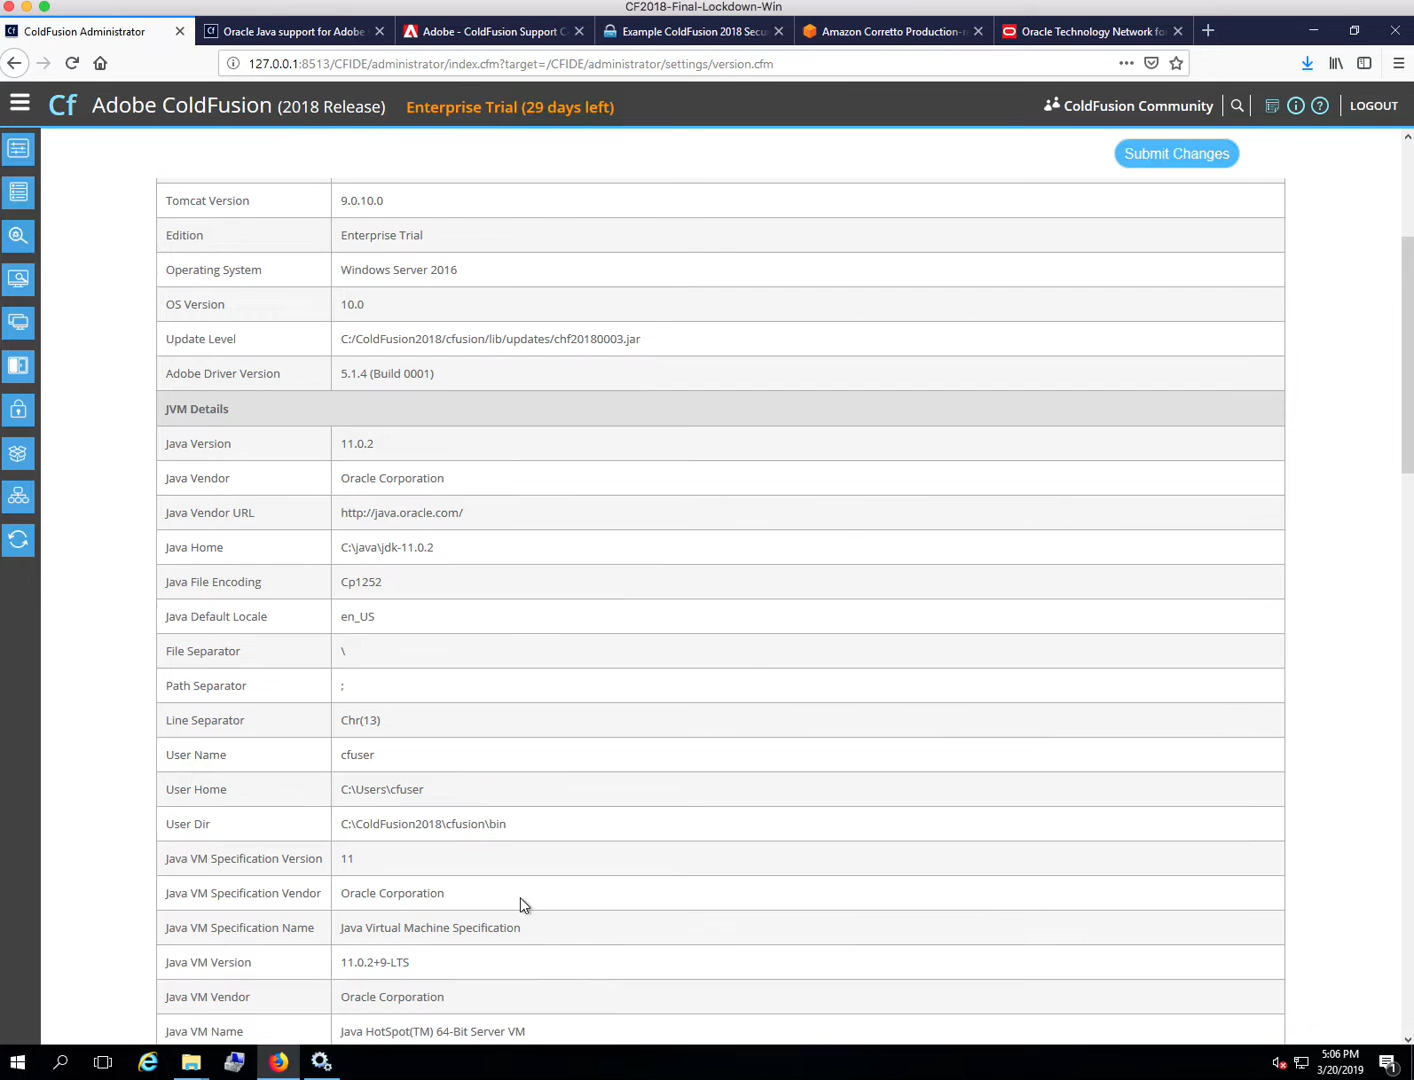 CF2018-Final-Lockdown-Win
ColdFusion Administrator
Oracle Java support for Adobe
Adobe - ColdFusion Support C
Example ColdFusion 2018 Secu
Amazon Corretto Production-r
Oracle Technology Network for
127.0.0.1:8513/CFIDE/administrator/index.cfm?target=/CFIDE/administrator/settings/version.cfm
Cf Adobe ColdFusion (2018 Release) Enterprise Trial (29 days left)
ColdFusion Community
LOGOUT
Submit Changes
Tomcat Version 9.0.10.0
Edition Enterprise Trial
Operating System Windows Server 2016
OS Version 10.0
Update Level C:/ColdFusion2018/cfusion/lib/updates/chf20180003.jar
Adobe Driver Version 5.1.4 (Build 0001)
JVM Details
Java Version 11.0.2
Java Vendor Oracle Corporation
Java Vendor URL http://java.oracle.com/
Java Home C:\java\jdk-11.0.2
Java File Encoding Cp1252
Java Default Locale en_US
File Separator \
Path Separator ;
Line Separator Chr(13)
User Name cfuser
User Home C:\Users\cfuser
User Dir C:\ColdFusion2018\cfusion\bin
Java VM Specification Version 11
Java VM Specification Vendor Oracle Corporation
Java VM Specification Name Java Virtual Machine Specification
Java VM Version 11.0.2+9-LTS
Java VM Vendor Oracle Corporation
Java VM Name Java HotSpot(TM) 64-Bit Server VM
5:06 PM
3/20/2019
1